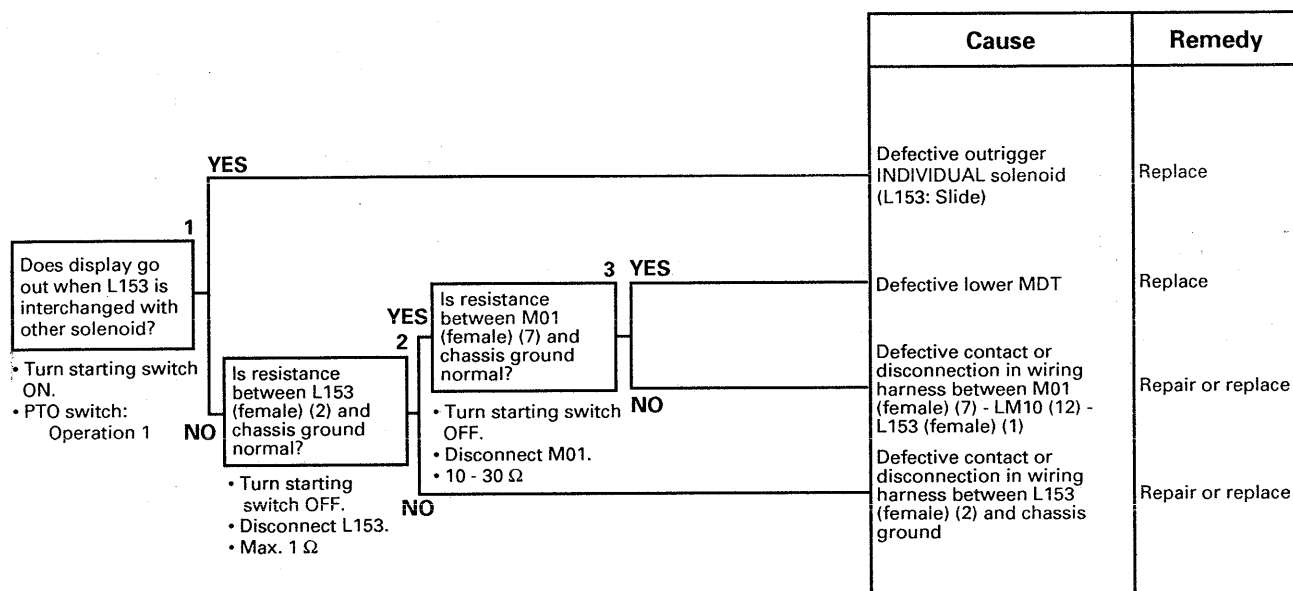 Cause
Remedy
YES
Defective outrigger
INDIVIDUAL solenoid
(L153: Slide)
Replace
1
Does display go
out when L153 is
interchanged with
other solenoid?
• Turn starting switch
ON.
• PTO switch:
Operation 1
NO
YES
2
Is resistance
between L153
(female) (2) and
chassis ground
normal?
• Turn starting
switch OFF.
• Disconnect L153.
• Max. 1 Ω
NO
3
YES
Is resistance
between M01
(female) (7) and
chassis ground
normal?
• Turn starting switch
OFF.
• Disconnect M01.
• 10 - 30 Ω
NO
Defective lower MDT
Replace
Defective contact or
disconnection in wiring
harness between M01
(female) (7) - LM10 (12) -
L153 (female) (1)
Repair or replace
Defective contact or
disconnection in wiring
harness between L153
(female) (2) and chassis
ground
Repair or replace